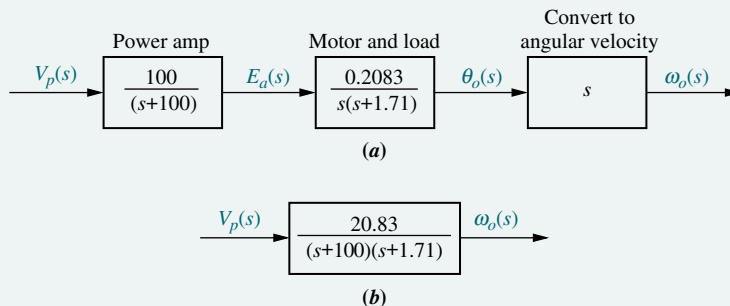 Convert to
Power amp Motor and load angular velocity
V_p(s) 100/(s+100) E_a(s) 0.2083/s(s+1.71) θ_o(s) s ω_o(s)
(a)
V_p(s) 20.83/(s+100)(s+1.71) ω_o(s)
(b)